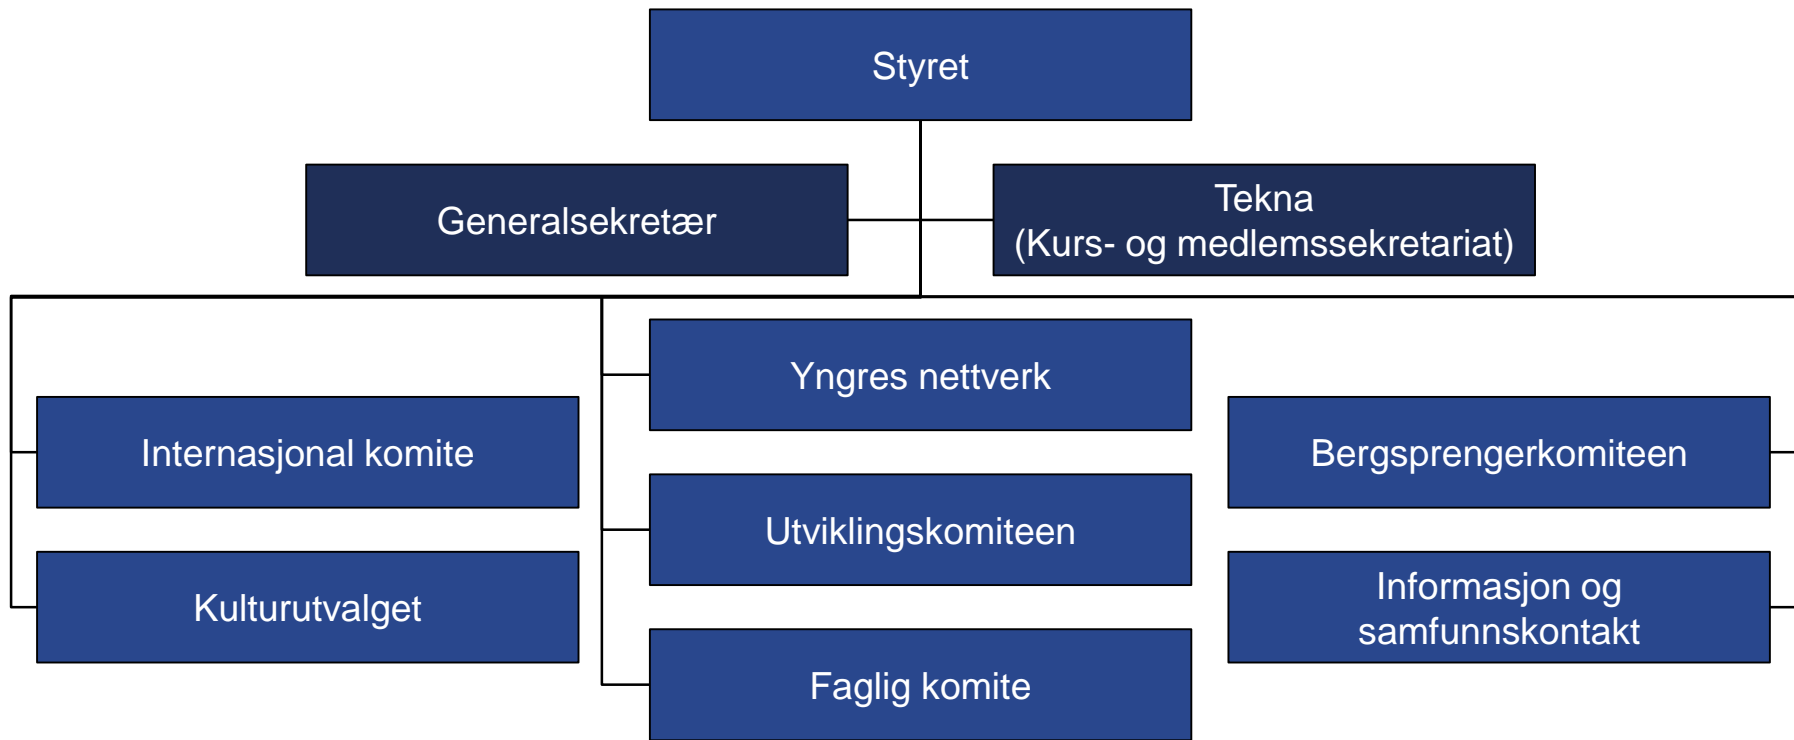 Styret
Generalsekretær
Tekna
(Kurs- og medlemssekretariat)
Yngres nettverk
Internasjonal komite
Bergsprengerkomiteen
Utviklingskomiteen
Kulturutvalget
Informasjon og
samfunnskontakt
Faglig komite